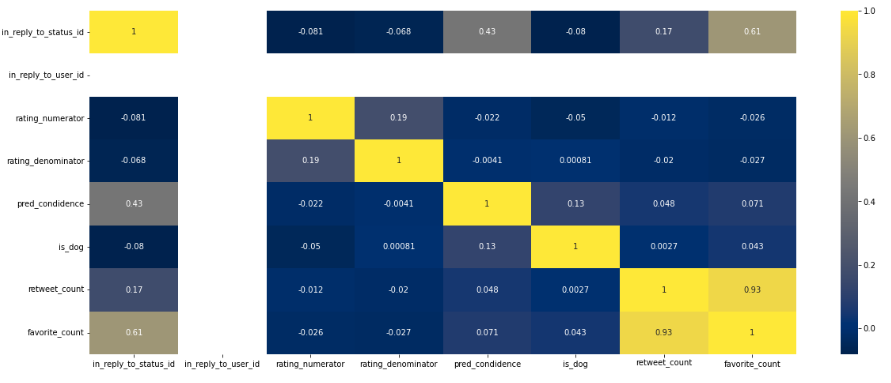 in_reply_to_status_id 1 -0.081 -0.068 0.43 -0.08 0.17 0.61
in_reply_to_user_id
rating_numerator -0.081 1 0.19 -0.022 -0.05 -0.012 -0.026
rating_denominator -0.068 0.19 1 -0.0041 0.00081 -0.02 -0.027
pred_condidence 0.43 -0.022 -0.0041 1 0.13 0.048 0.071
is_dog -0.08 -0.05 0.00081 0.13 1 0.0027 0.043
retweet_count 0.17 -0.012 -0.02 0.048 0.0027 1 0.93
favorite_count 0.61 -0.026 -0.027 0.071 0.043 0.93 1
in_reply_to_status_id in_reply_to_user_id rating_numerator rating_denominator pred_condidence is_dog retweet_count favorite_count
1.0
0.8
0.6
0.4
0.2
0.0